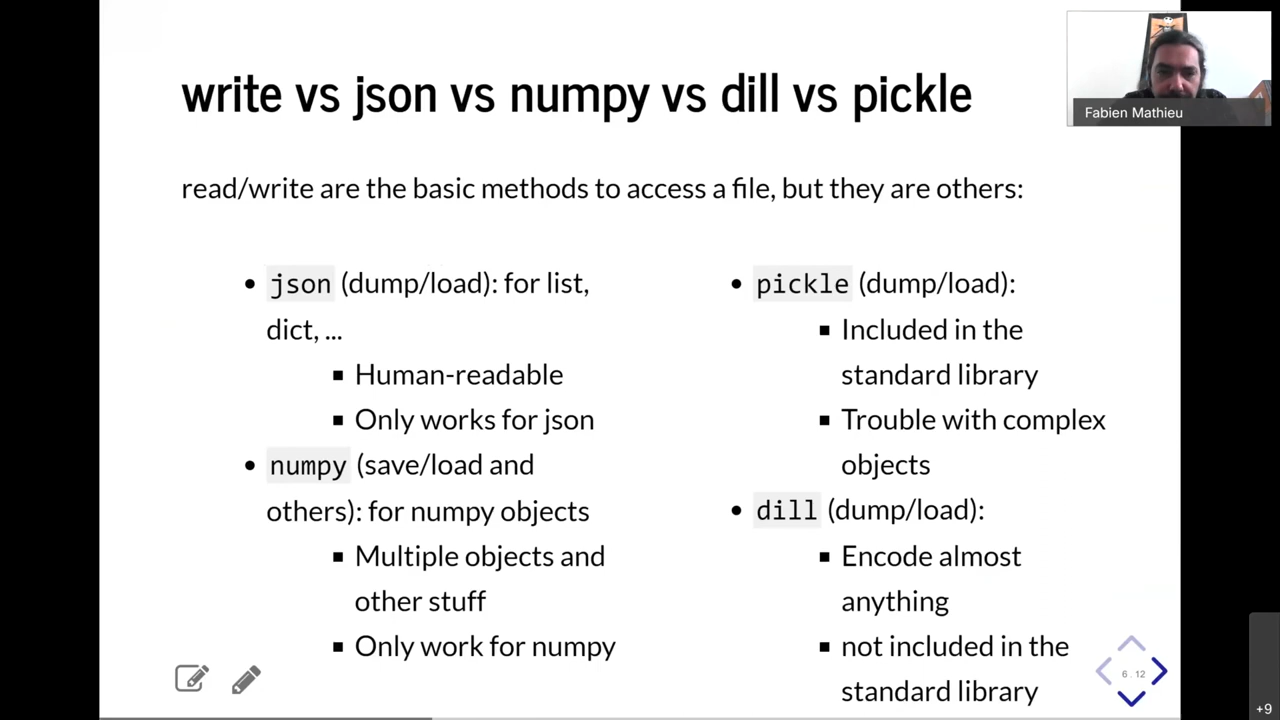 write vs json vs numpy vs dill vs pickle
Fabien Mathieu
read/write are the basic methods to access a file, but they are others:
json (dump/load): for list,
dict, ...
Human-readable
Only works for json
numpy (save/load and
others): for numpy objects
Multiple objects and
other stuff
Only work for numpy
pickle (dump/load):
Included in the
standard library
Trouble with complex
objects
dill (dump/load):
Encode almost
anything
not included in the
standard library
6 . 12
+9